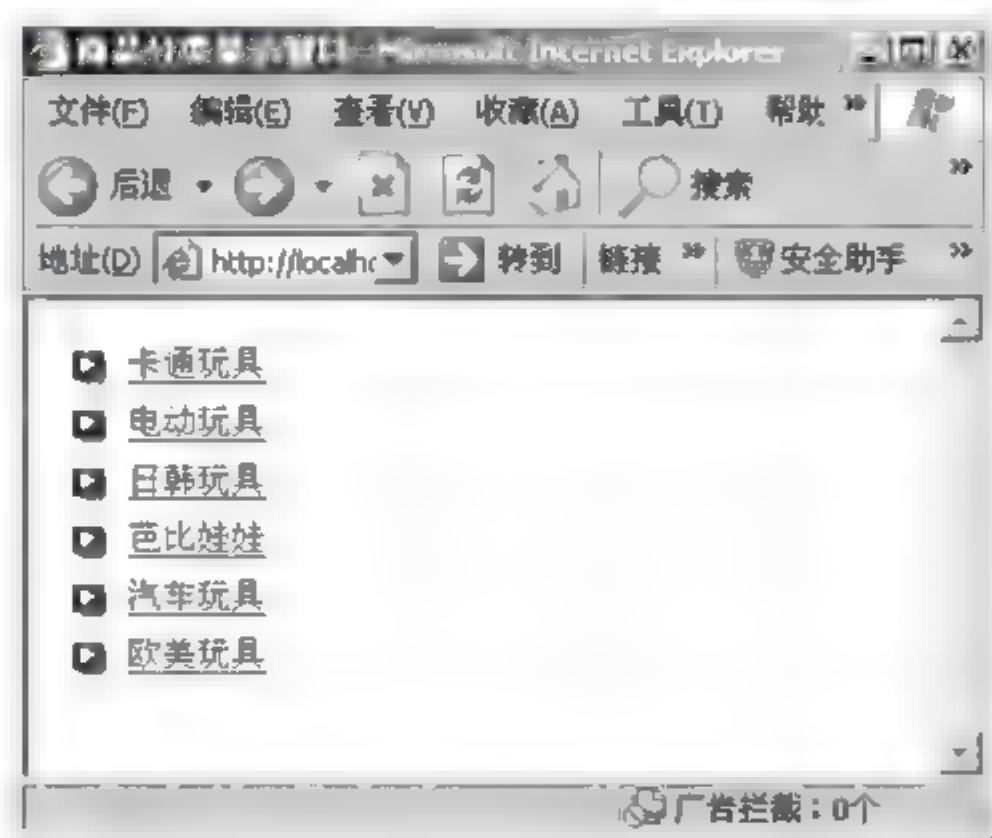 Microsoft Internet Explorer
文件(F) 编辑(E) 查看(V) 收藏(A) 工具(T) 帮助 »
后退 搜索 »
地址(D) http://localho 转到 链接 » 安全助手 »
卡通玩具
电动玩具
日韩玩具
芭比娃娃
汽车玩具
欧美玩具
广告拦截：0个